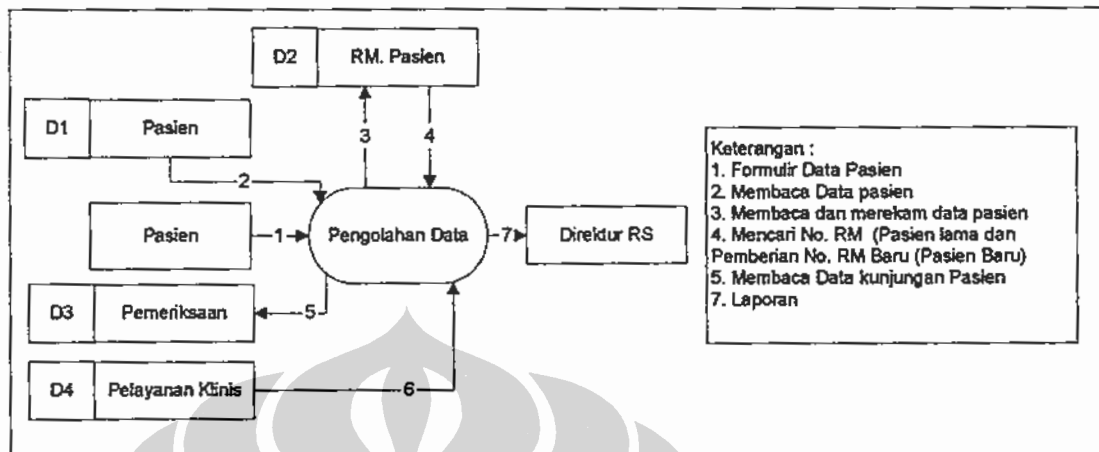 D2 RM. Pasien
D1 Pasien
3 4
2
Pasien
1
Pengolahan Data
7
Direktur RS
D3 Pemeriksaan
5
D4 Pelayanan Klinis
6
Keterangan :
1. Formulir Data Pasien
2. Membaca Data pasien
3. Membaca dan merekam data pasien
4. Mencari No. RM (Pasien lama dan
Pemberian No. RM Baru (Pasien Baru)
5. Membaca Data kunjungan Pasien
7. Laporan